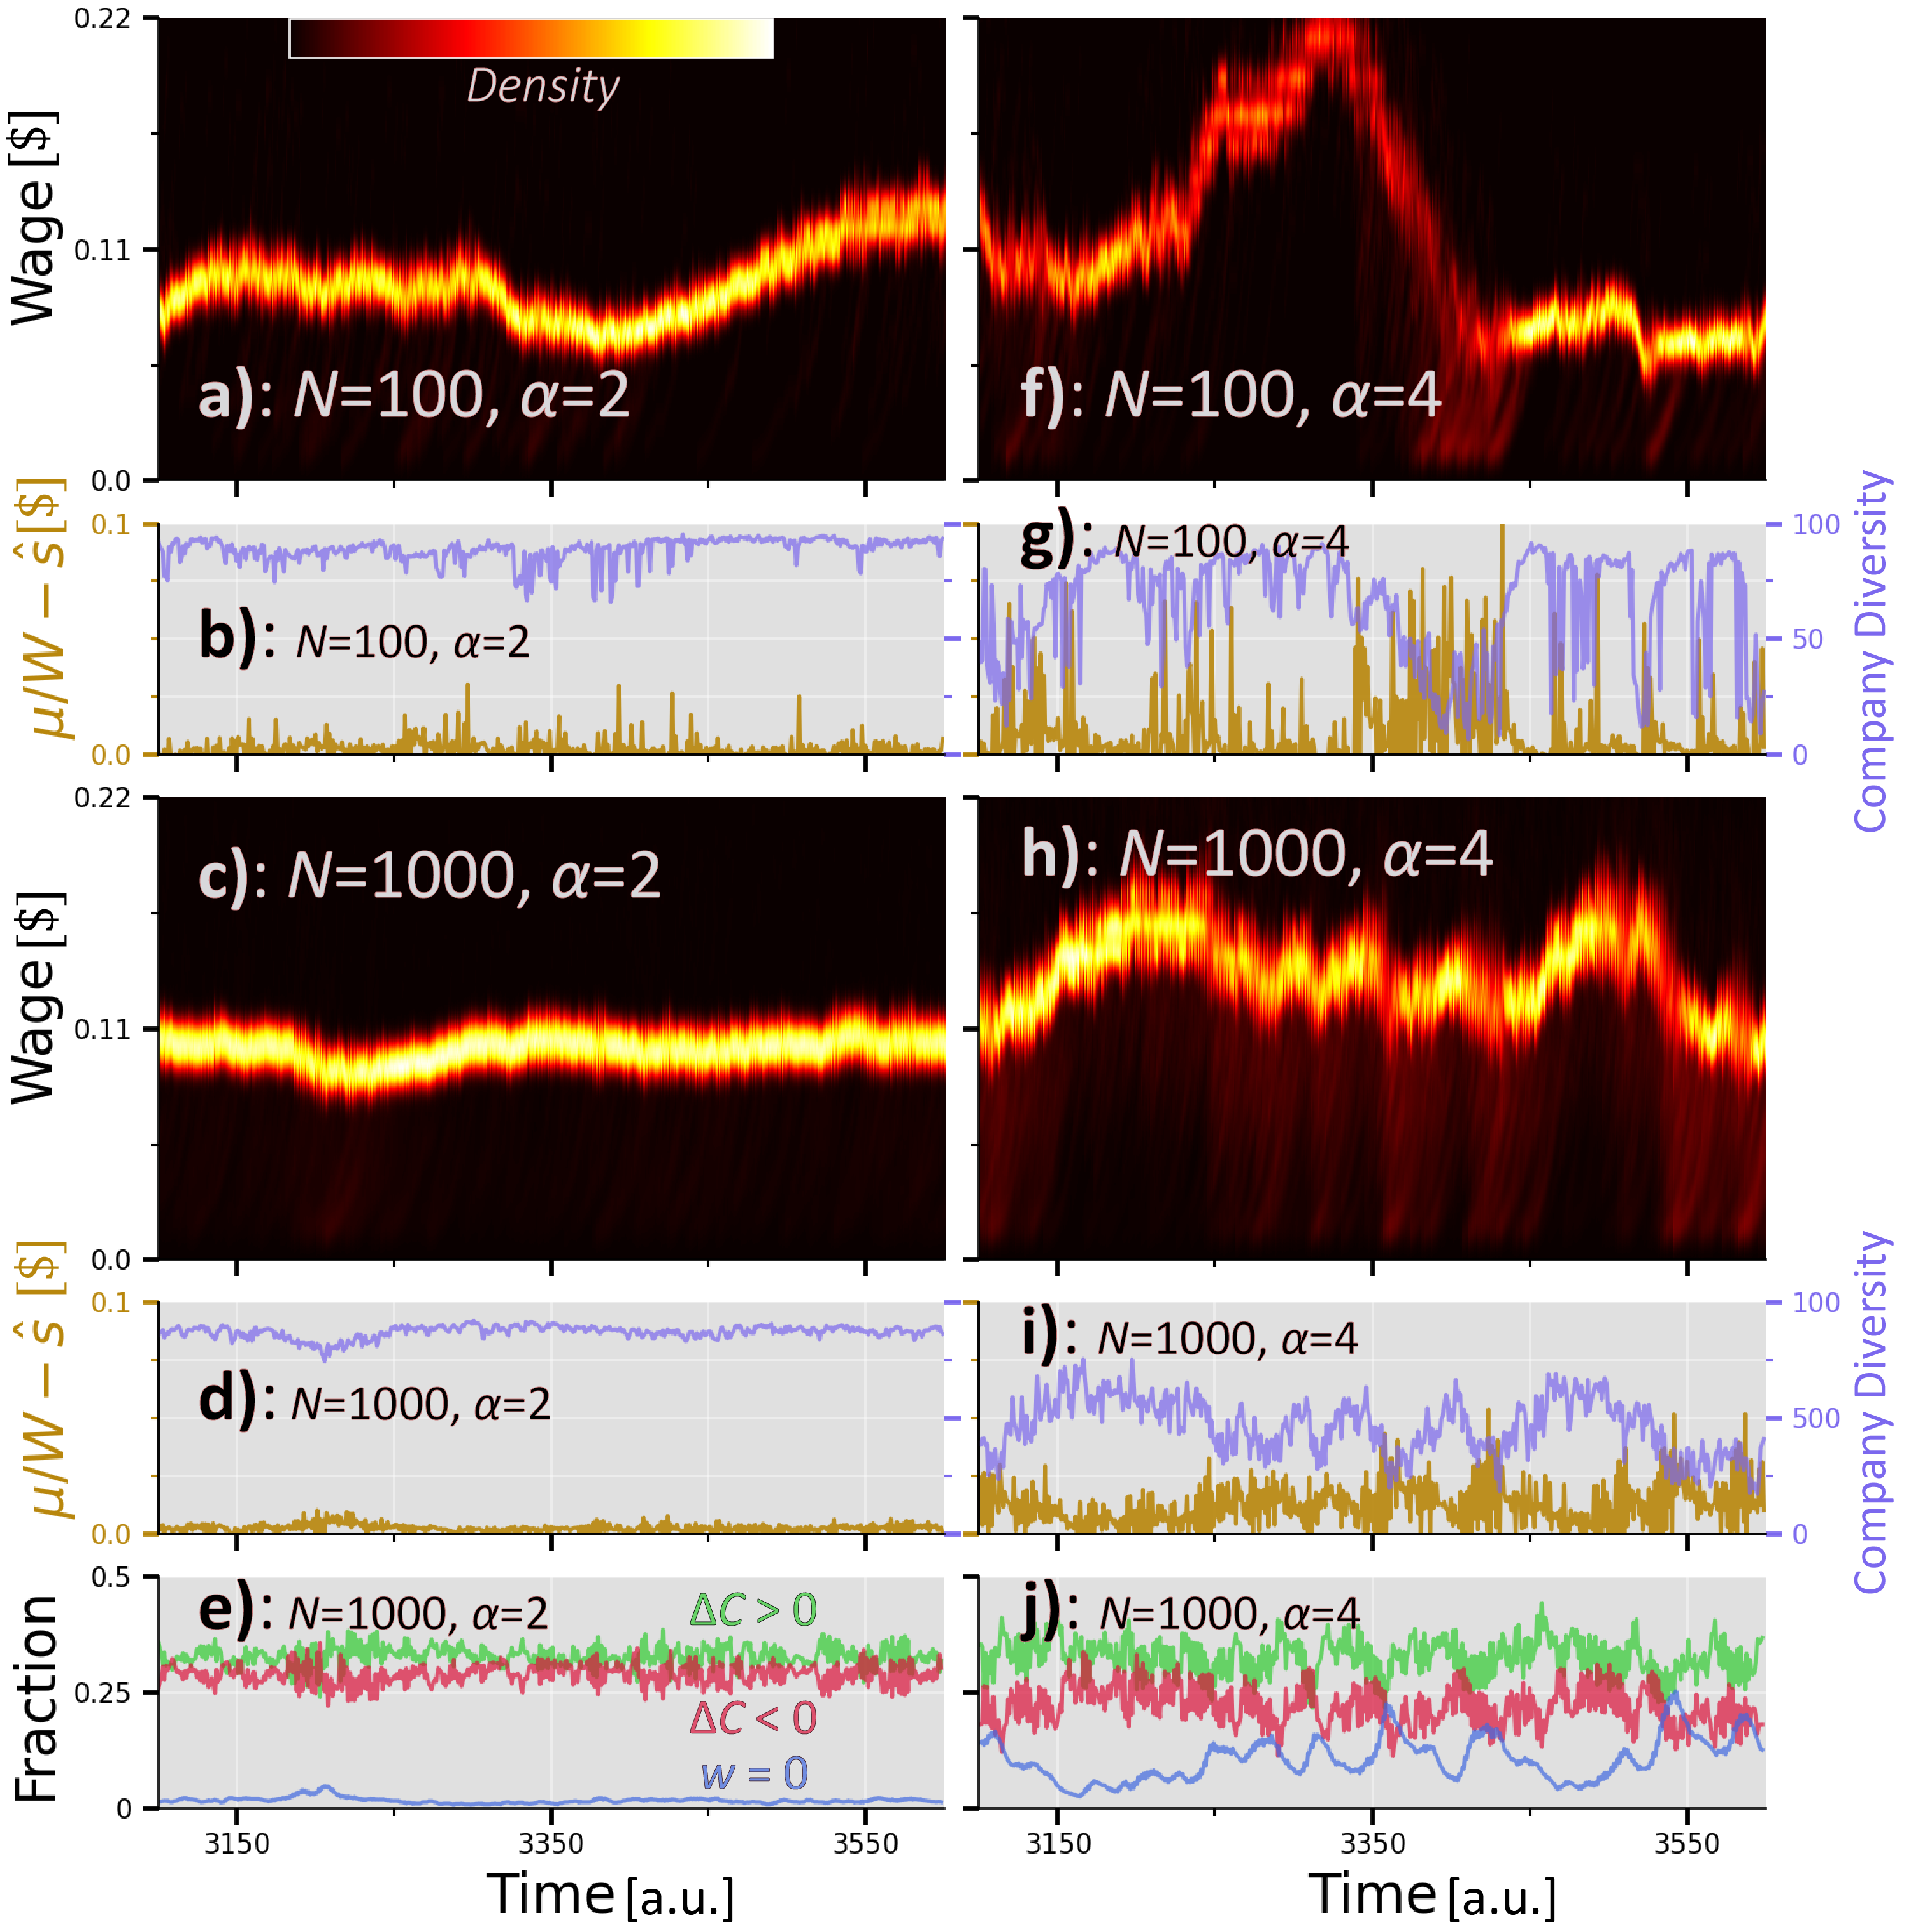 0.22
Density
Wage [$]
0.11
a): N=100, α=2
f): N=100, α=4
0.0
μ/W − ŝ [$]
0.1
b): N=100, α=2
0.0
g): N=100, α=4
100
50
0
Company Diversity
0.22
Wage [$]
c): N=1000, α=2
h): N=1000, α=4
0.11
0.0
μ/W − ŝ [$]
0.1
d): N=1000, α=2
0.0
i): N=1000, α=4
100
500
0
Company Diversity
Fraction
0.5
e): N=1000, α=2
ΔC > 0
j): N=1000, α=4
0.25
ΔC < 0
w = 0
0
3150 3350 3550
3150 3350 3550
Time [a.u.]
Time [a.u.]